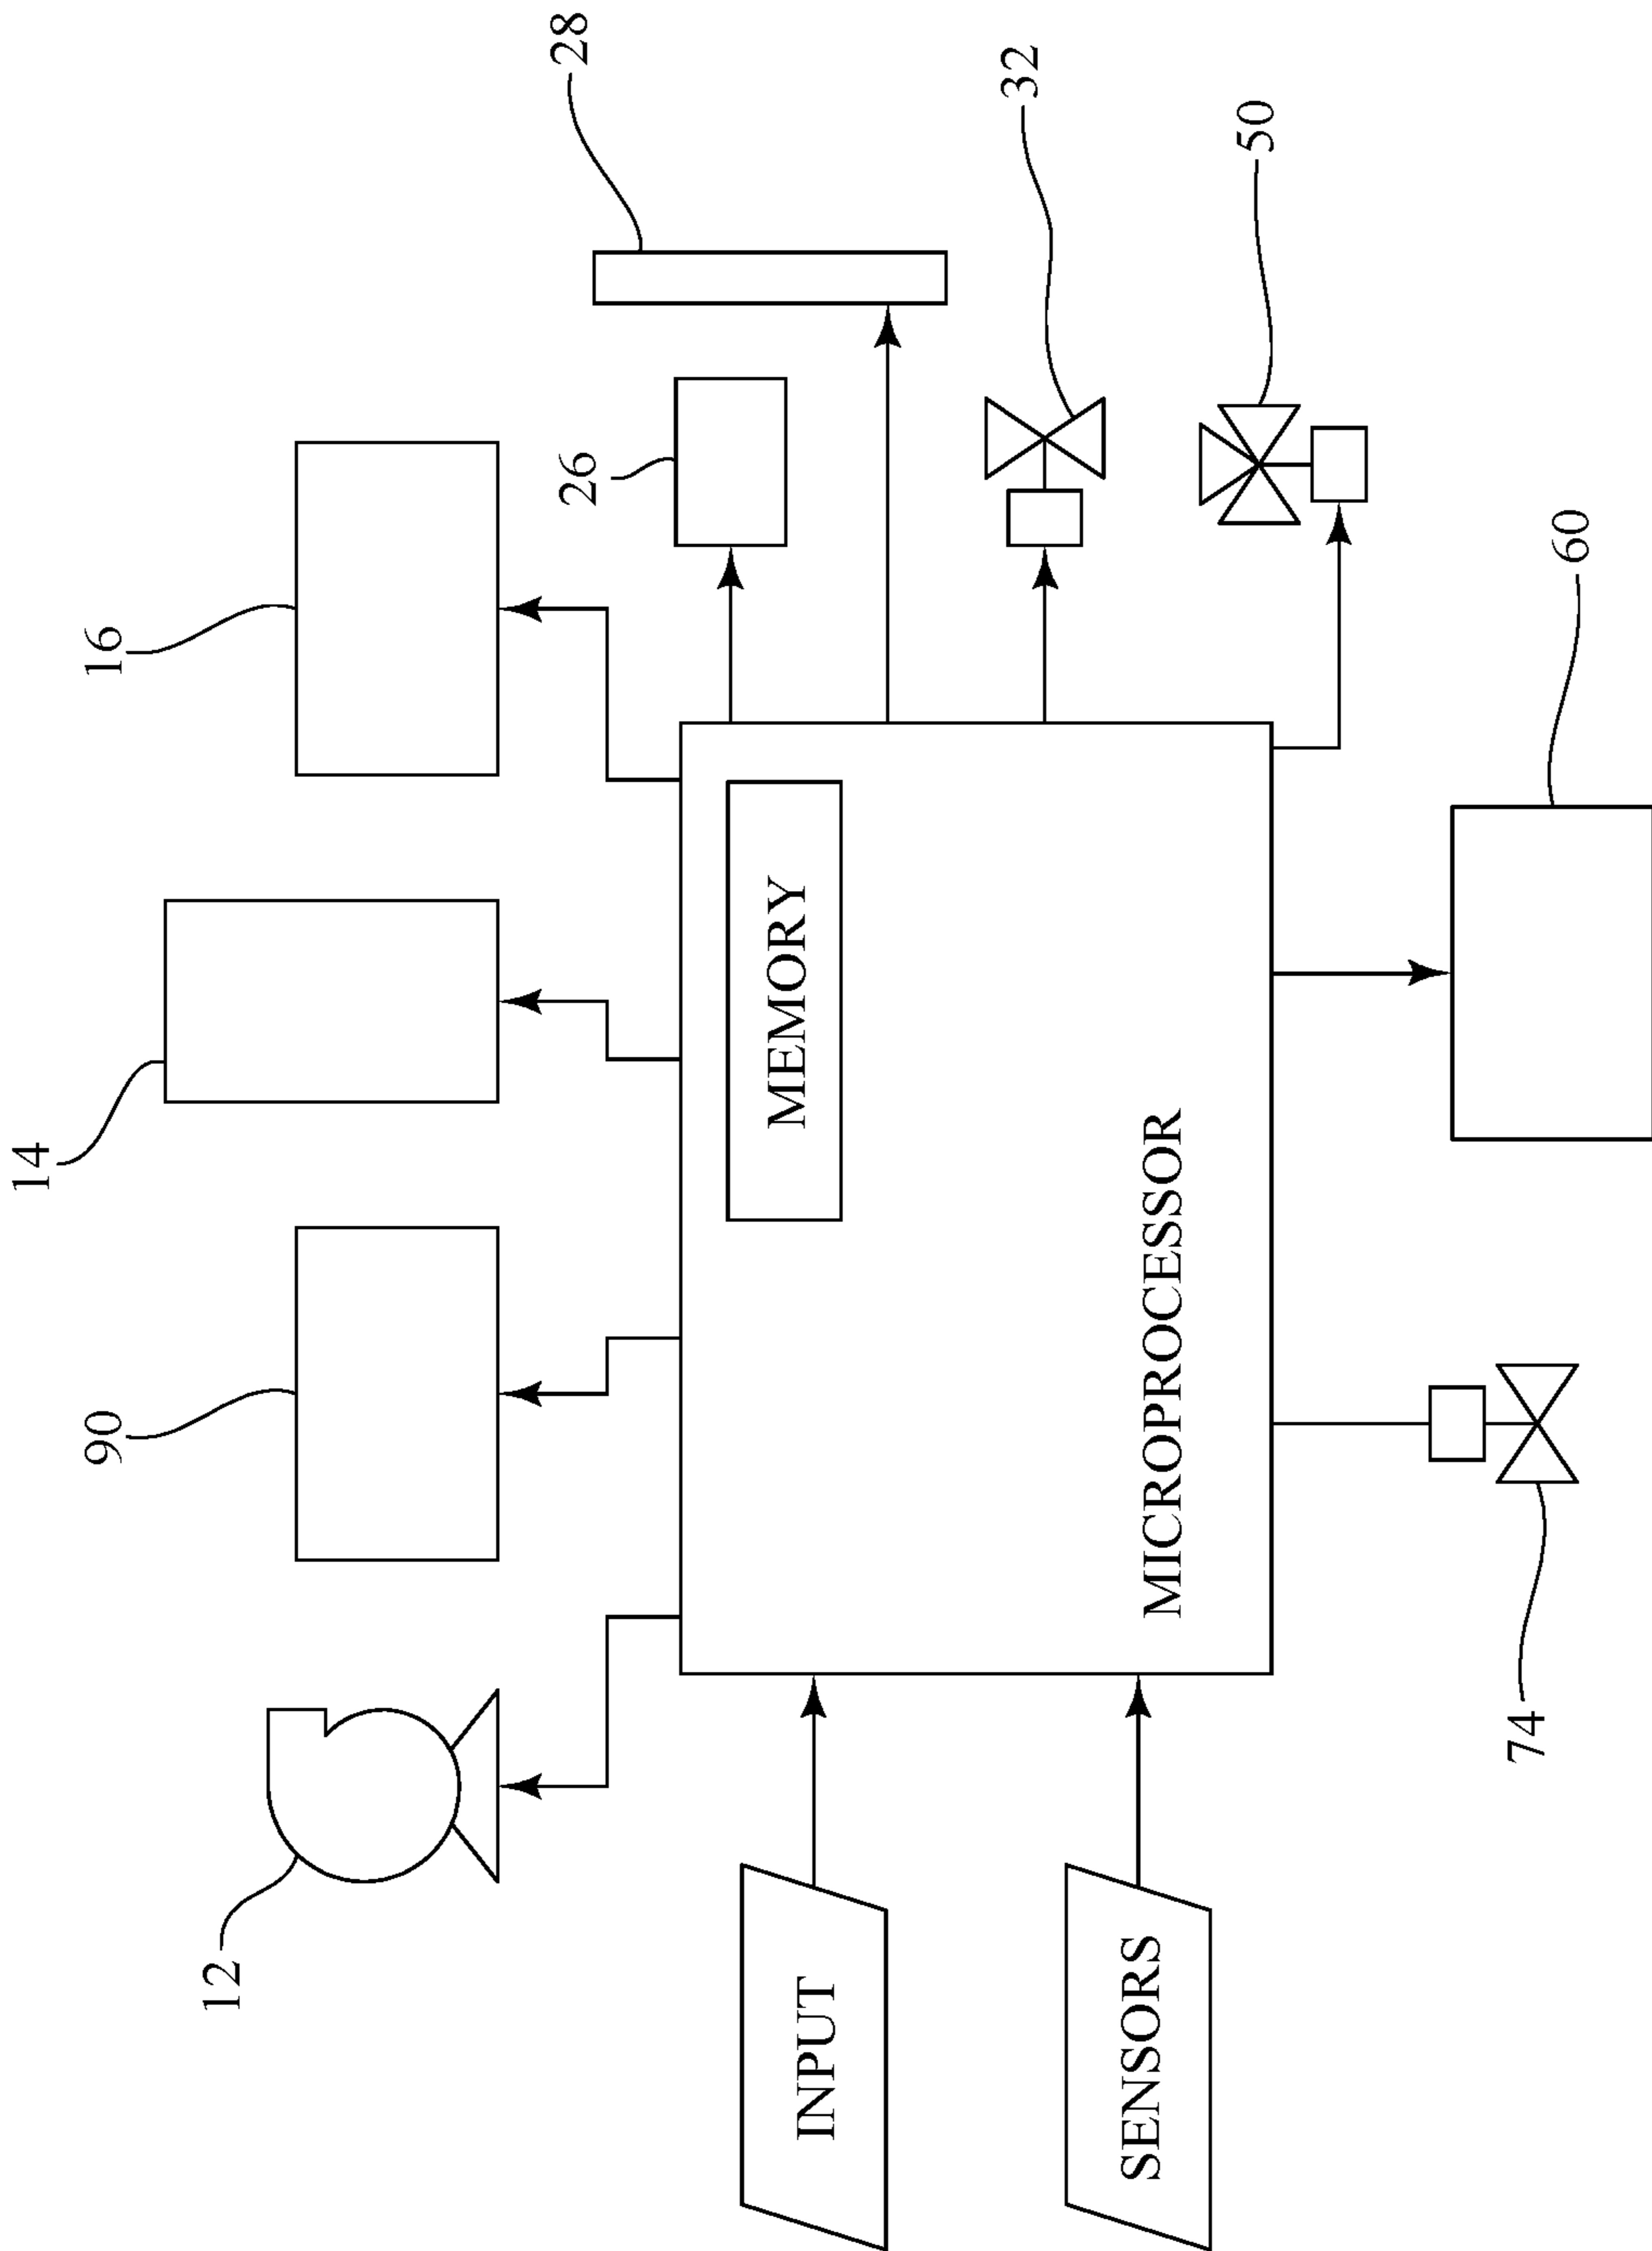 12
90
14
16
26
28
32
50
60
74
INPUT
SENSORS
MEMORY
MICROPROCESSOR